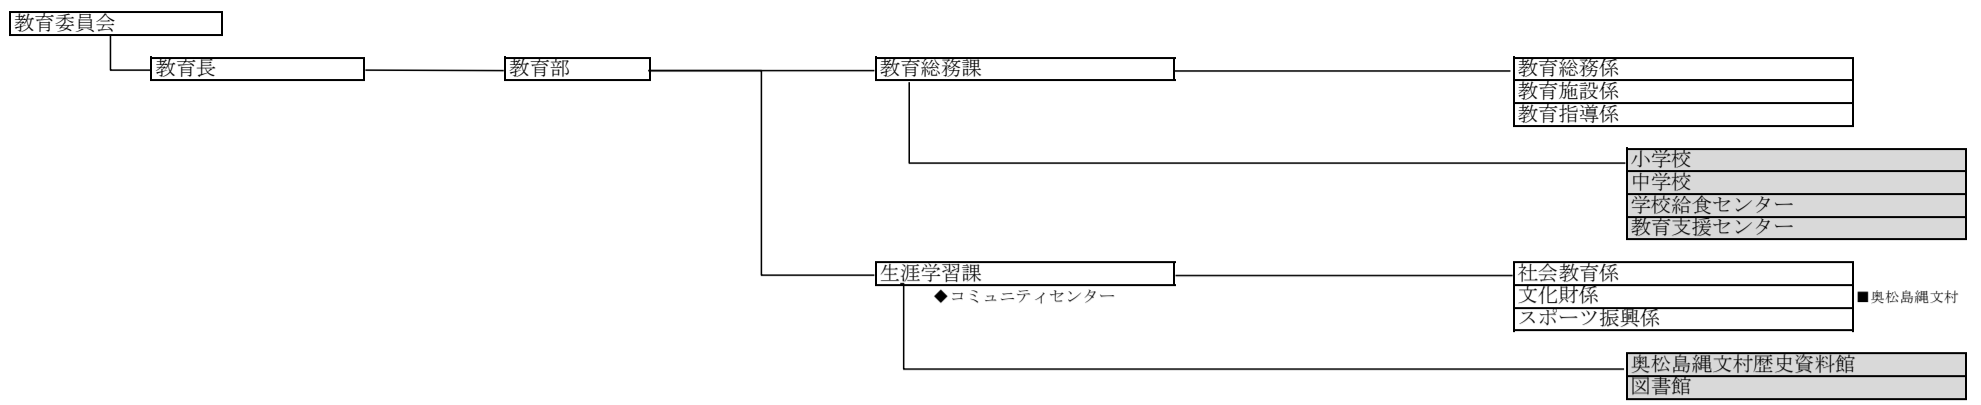 教育委員会
教育長
教育部
教育総務課
教育総務係
教育施設係
教育指導係
小学校
中学校
学校給食センター
教育支援センター
生涯学習課
◆コミュニティセンター
社会教育係
文化財係
■奥松島縄文村
スポーツ振興係
奥松島縄文村歴史資料館
図書館